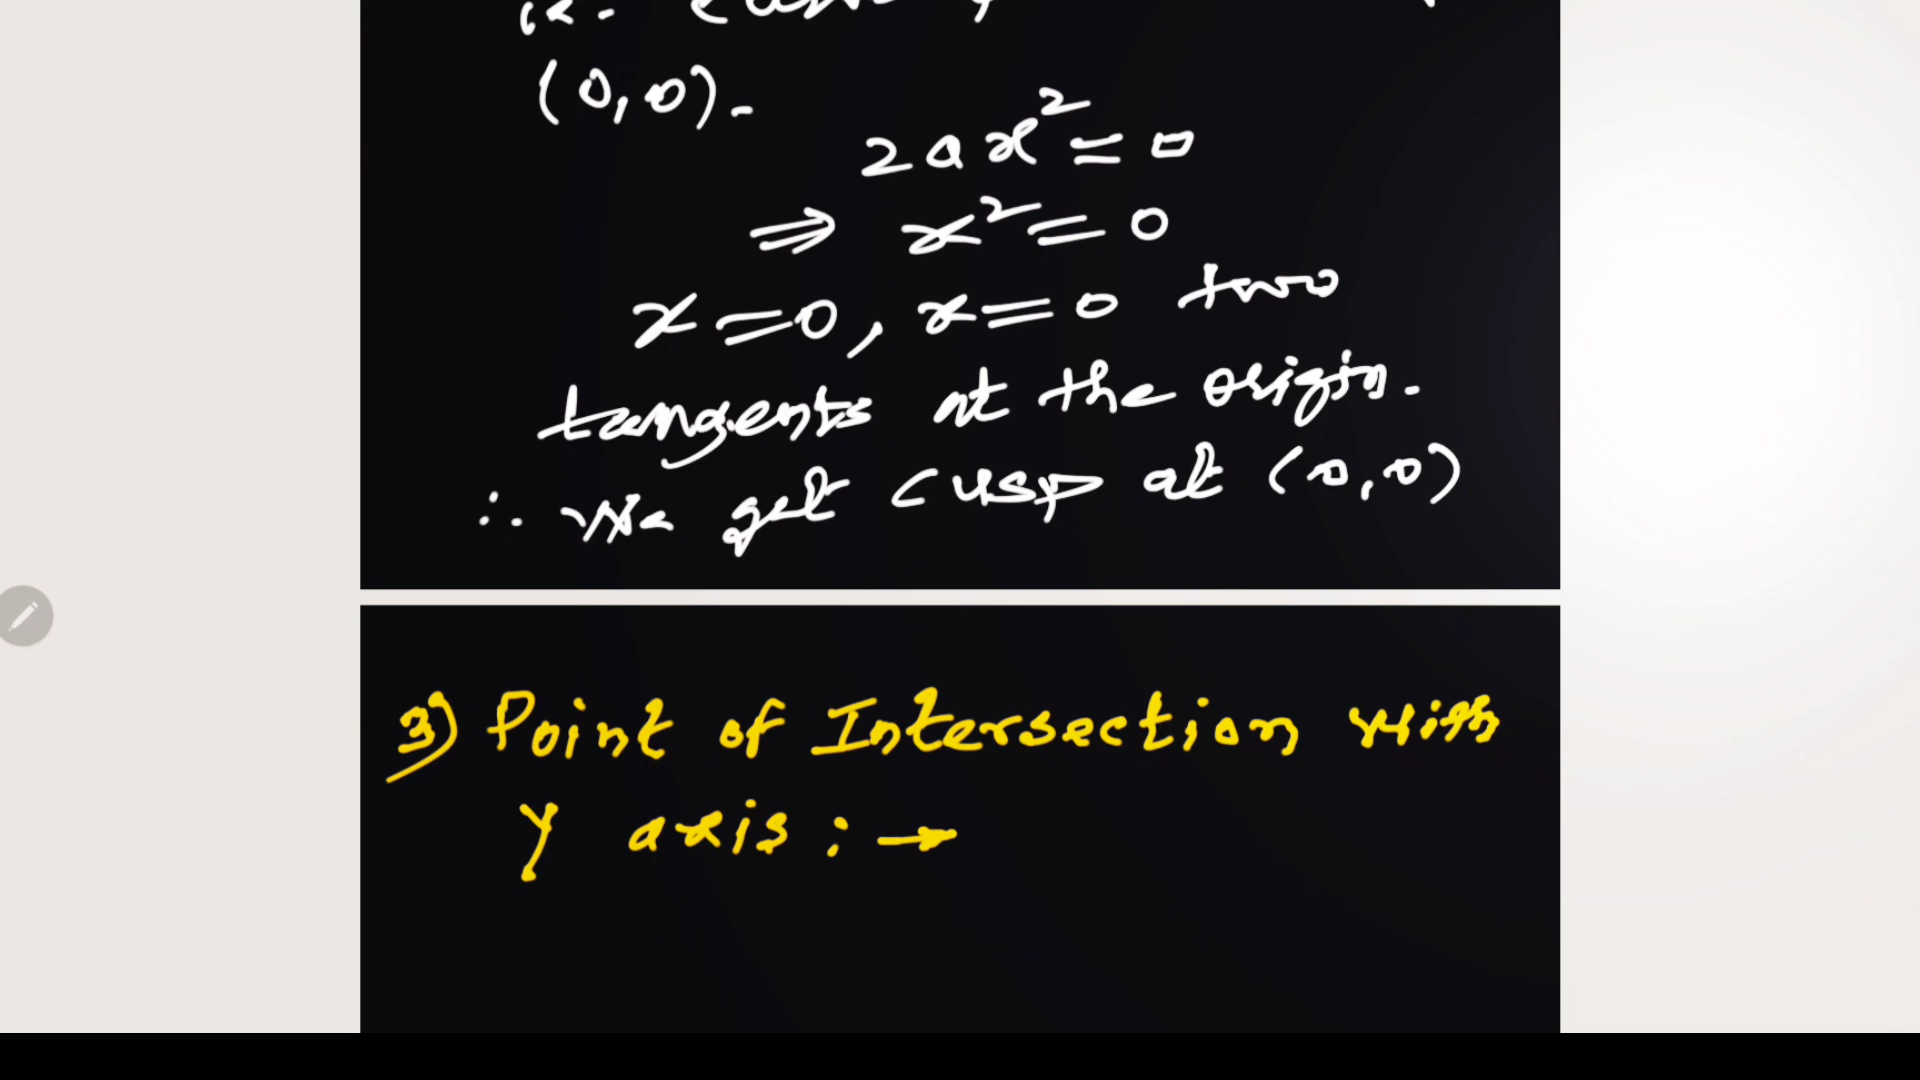 (0,0).
2ax²=0
⇒ x²=0
x=0, x=0 two
tangents at the origin.
∴ We get cusp at (0,0)
3) Point of Intersection with
Y axis: →